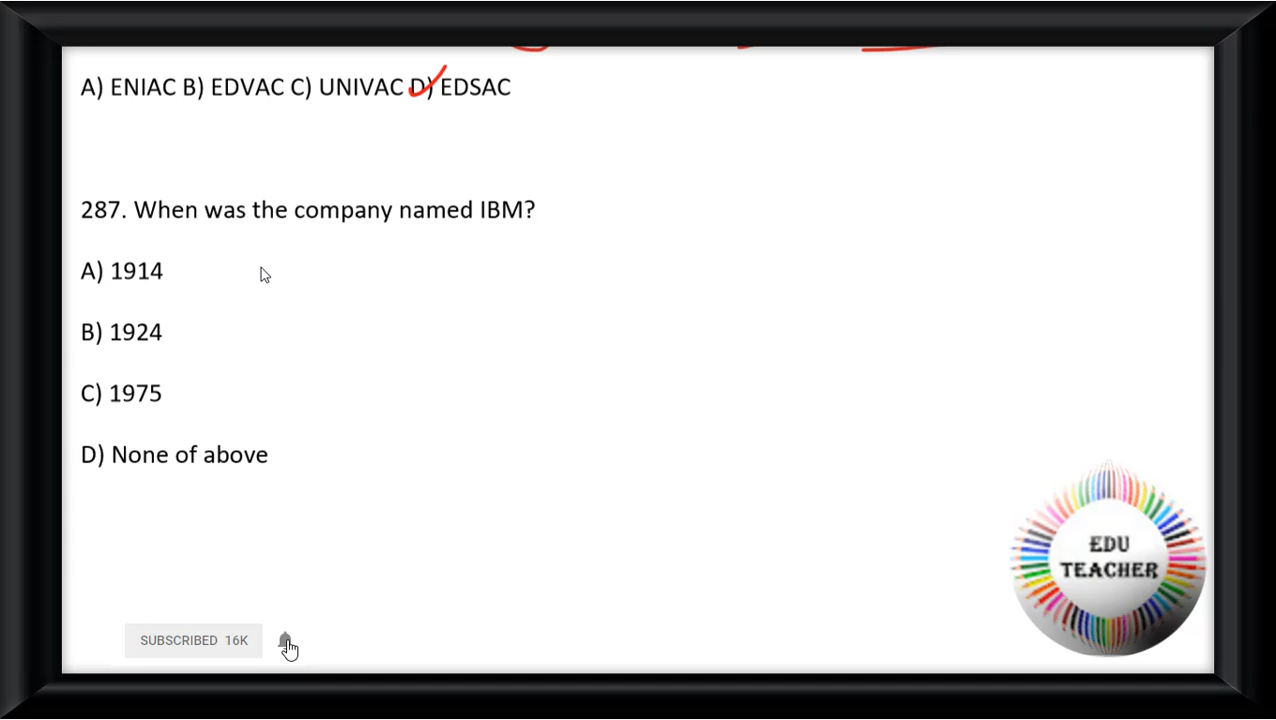 A) ENIAC B) EDVAC C) UNIVAC D) EDSAC
287. When was the company named IBM?
A) 1914
B) 1924
C) 1975
D) None of above
EDU
TEACHER
SUBSCRIBED 16K